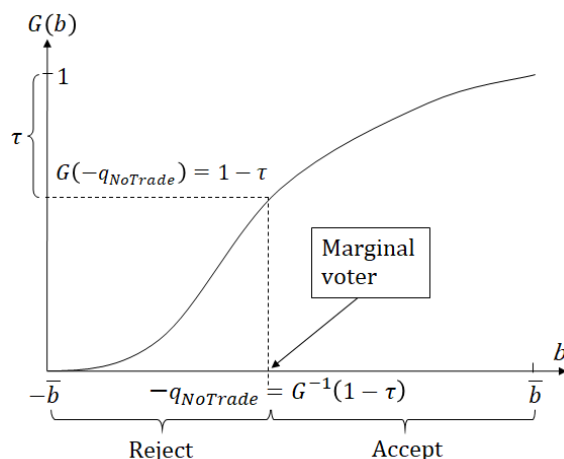 G(b)
1
τ
G(−q_NoTrade) = 1 − τ
Marginal
voter
b
−b̅ −q_NoTrade = G⁻¹(1 − τ) b̅
Reject Accept